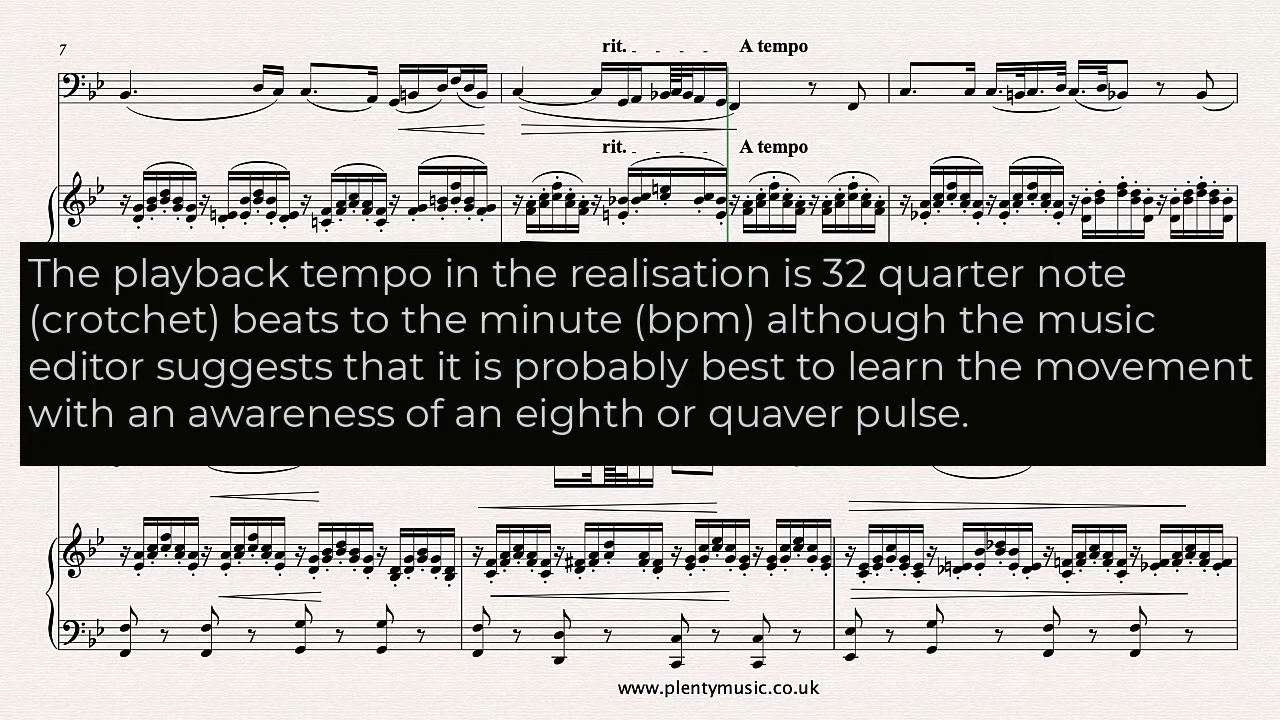 7
rit. A tempo
rit. A tempo
The playback tempo in the realisation is 32 quarter note
(crotchet) beats to the minute (bpm) although the music
editor suggests that it is probably best to learn the movement
with an awareness of an eighth or quaver pulse.
www.plentymusic.co.uk